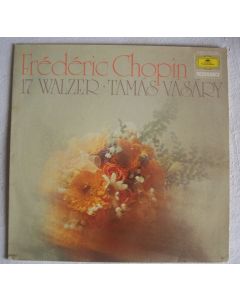 Frédéric Chopin
17 WALZER · TAMÁS VÁSÁRY